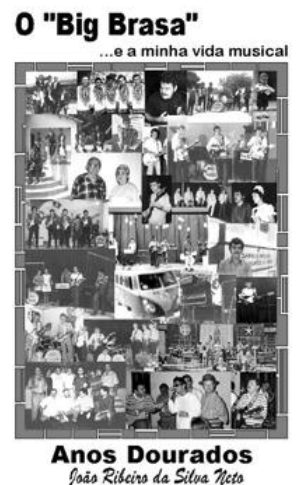 O "Big Brasa"
...e a minha vida musical
Anos Dourados
João Ribeiro da Silva Neto